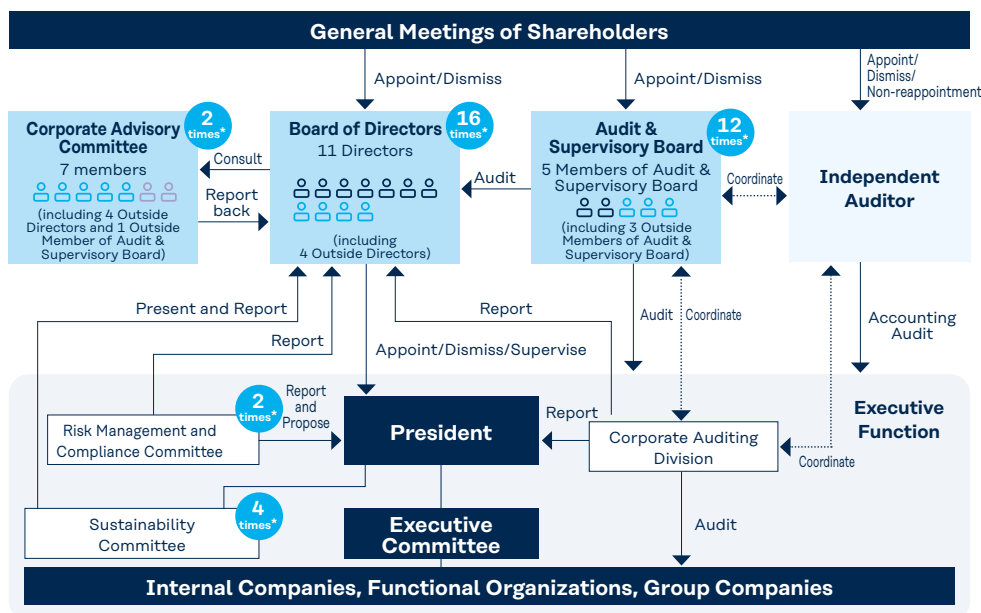 General Meetings of Shareholders
Appoint/Dismiss
Appoint/Dismiss
Appoint/
Dismiss/
Non-reappointment
Corporate Advisory
Committee
2
times*
7 members
(including 4 Outside
Directors and 1 Outside
Member of Audit &
Supervisory Board)
Consult
Report
back
Board of Directors
16
times*
11 Directors
(including
4 Outside Directors)
Audit
Audit &
Supervisory Board
12
times*
5 Members of Audit &
Supervisory Board
(including 3 Outside
Members of Audit &
Supervisory Board)
Coordinate
Independent
Auditor
Present and Report
Report
Appoint/Dismiss/Supervise
Report
Audit
Coordinate
Accounting
Audit
Executive
Function
Risk Management and
Compliance Committee
2
times*
Report
and
Propose
President
Report
Corporate Auditing
Division
Coordinate
Sustainability
Committee
4
times*
Executive
Committee
Audit
Internal Companies, Functional Organizations, Group Companies